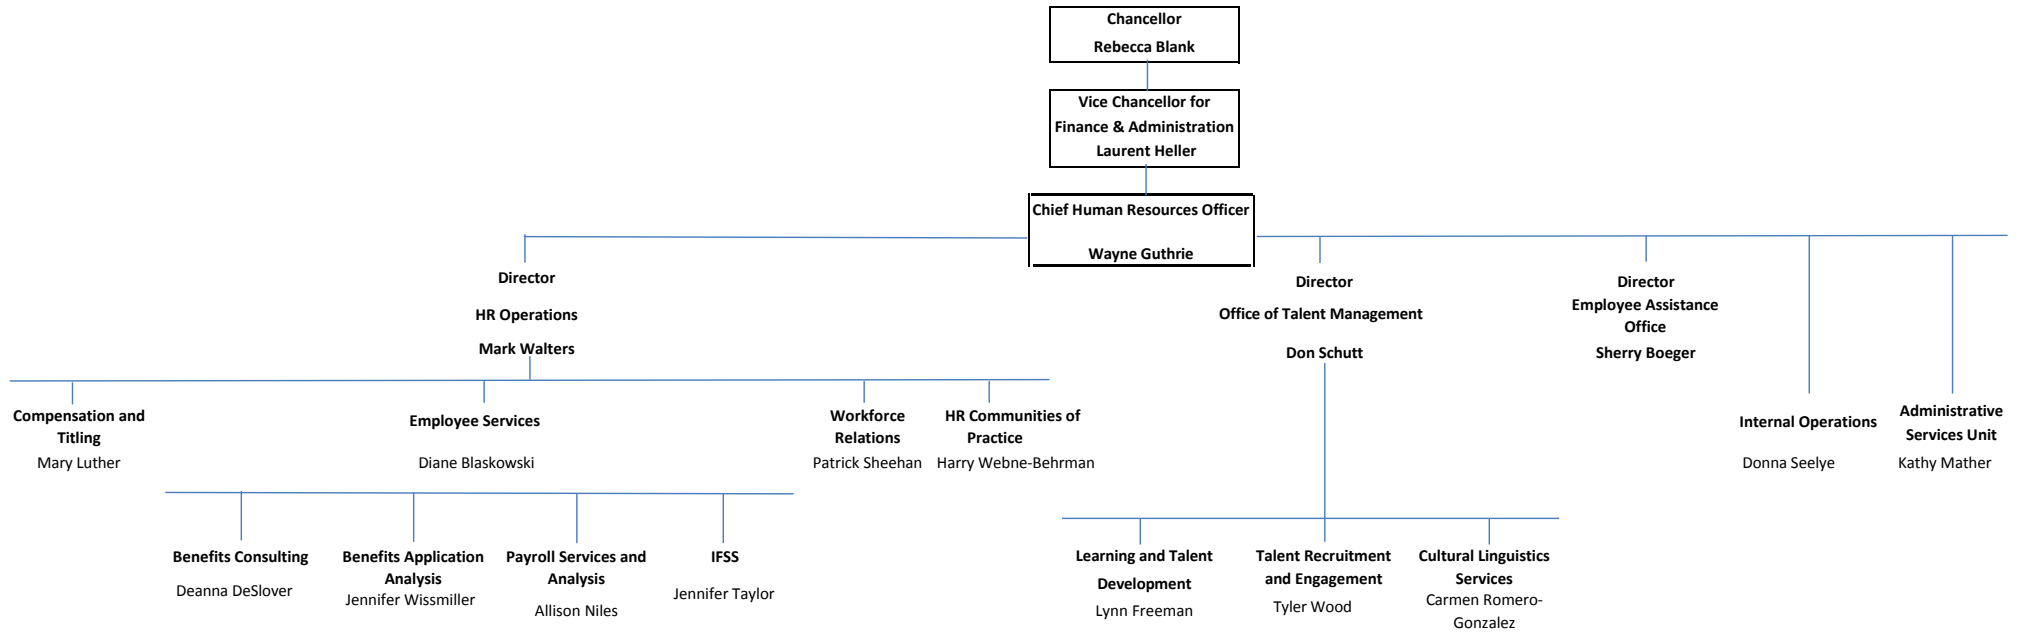 Chancellor
Rebecca Blank
Vice Chancellor for
Finance & Administration
Laurent Heller
Chief Human Resources Officer
Wayne Guthrie
Director
HR Operations
Mark Walters
Director
Office of Talent Management
Don Schutt
Director
Employee Assistance
Office
Sherry Boeger
Compensation and
Titling
Mary Luther
Employee Services
Diane Blaskowski
Workforce
Relations
Patrick Sheehan
HR Communities of
Practice
Harry Webne-Behrman
Internal Operations
Donna Seelye
Administrative
Services Unit
Kathy Mather
Benefits Consulting
Deanna DeSlover
Benefits Application
Analysis
Jennifer Wissmiller
Payroll Services and
Analysis
Allison Niles
IFSS
Jennifer Taylor
Learning and Talent
Development
Lynn Freeman
Talent Recruitment
and Engagement
Tyler Wood
Cultural Linguistics
Services
Carmen Romero-
Gonzalez